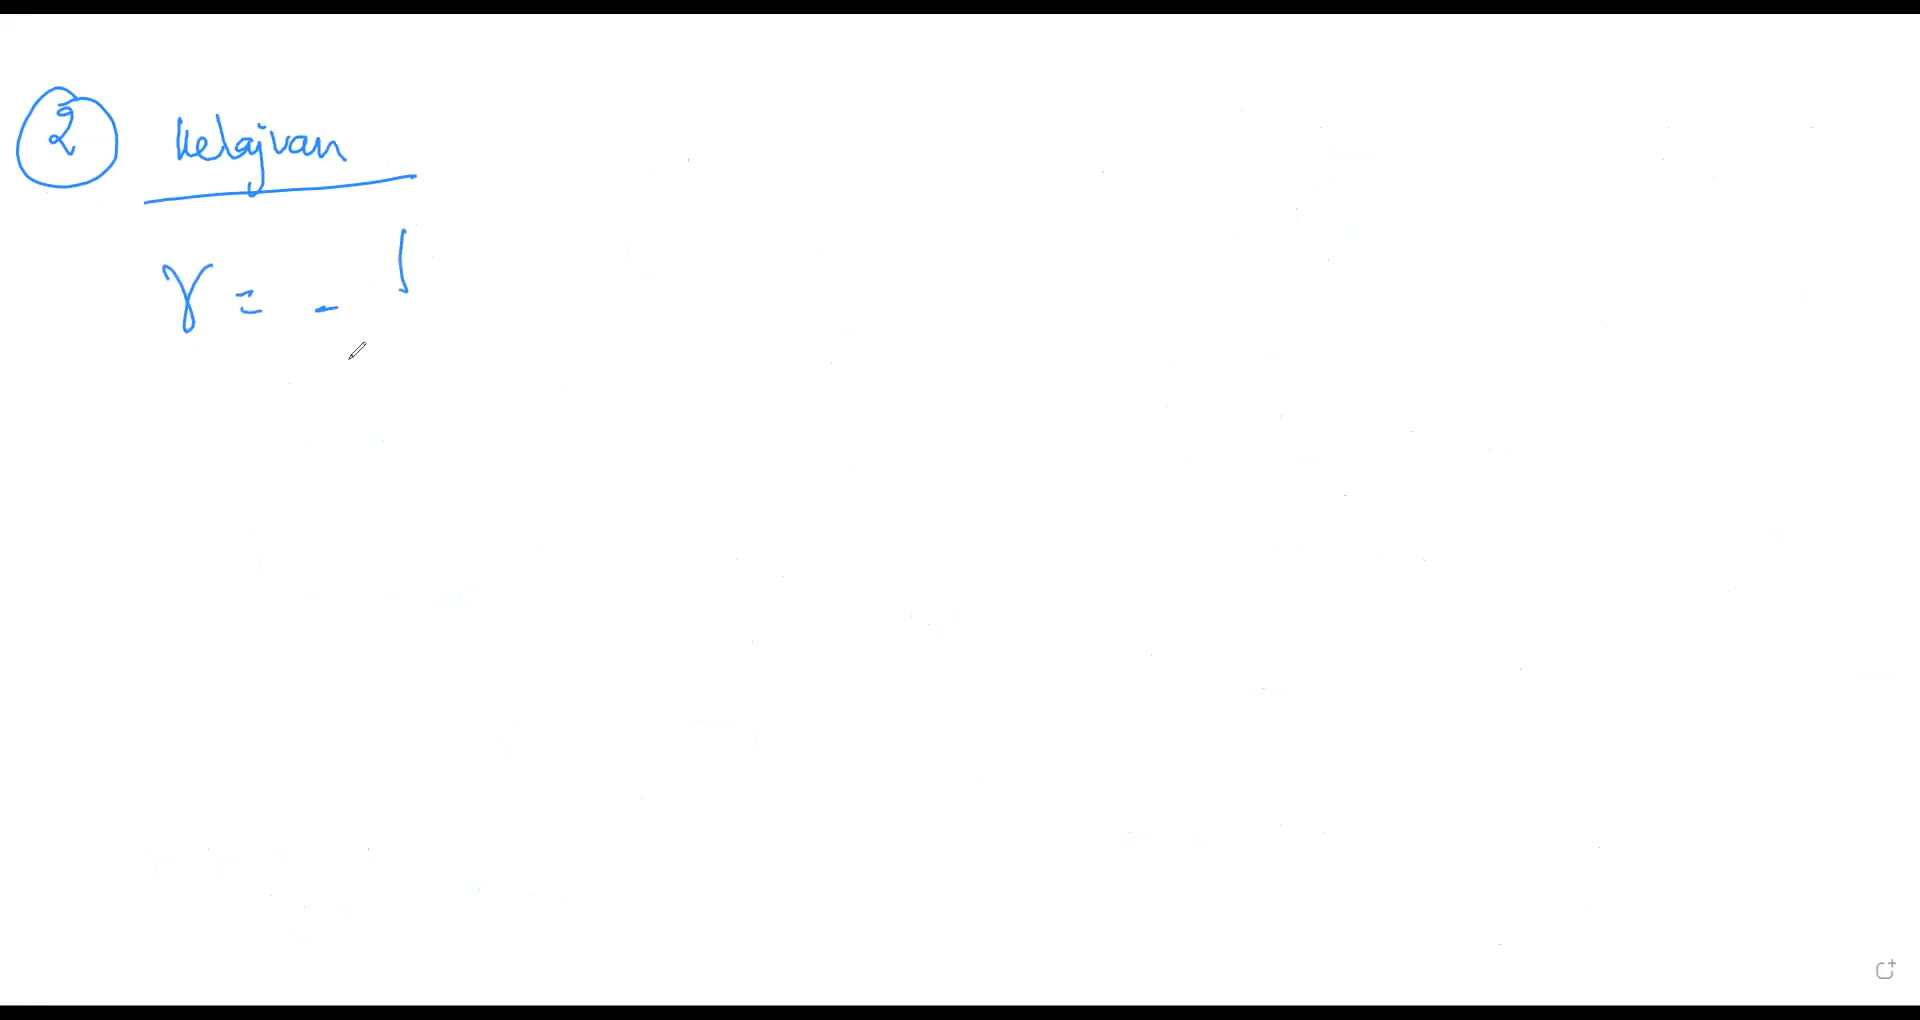 2 Kelajuan
γ = -